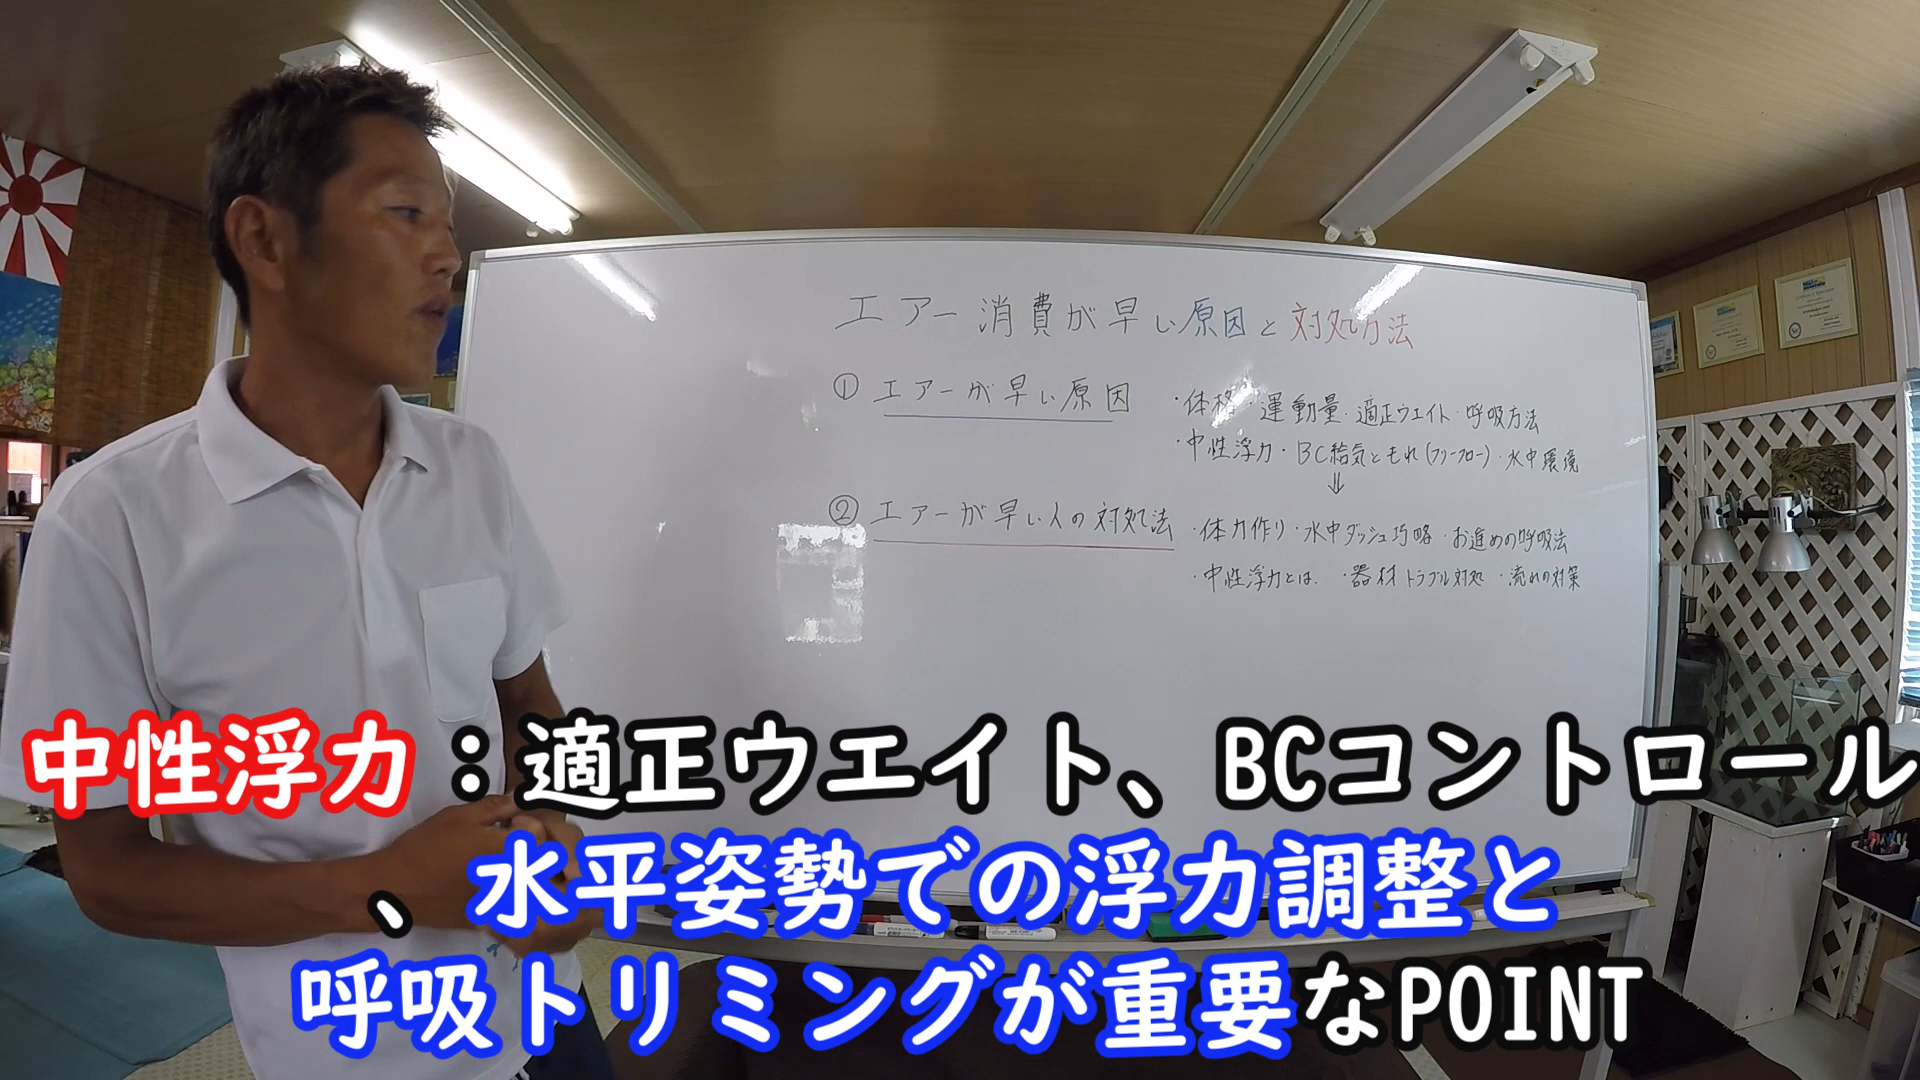 エアー消費が早い原因と対処方法
① エアーが早い原因
・体格・運動量・適正ウエイト・呼吸方法
・中性浮力・BC給気ともれ(フリーフロー)・水中環境
⇓
② エアーが早い人の対処法
・体力作り・水中ダッシュ巧略・お進めの呼吸法
・中性浮力とは ・器材トラブル対処 ・流れの対策
中性浮力：適正ウエイト、BCコントロール
、水平姿勢での浮力調整と
呼吸トリミングが重要なPOINT